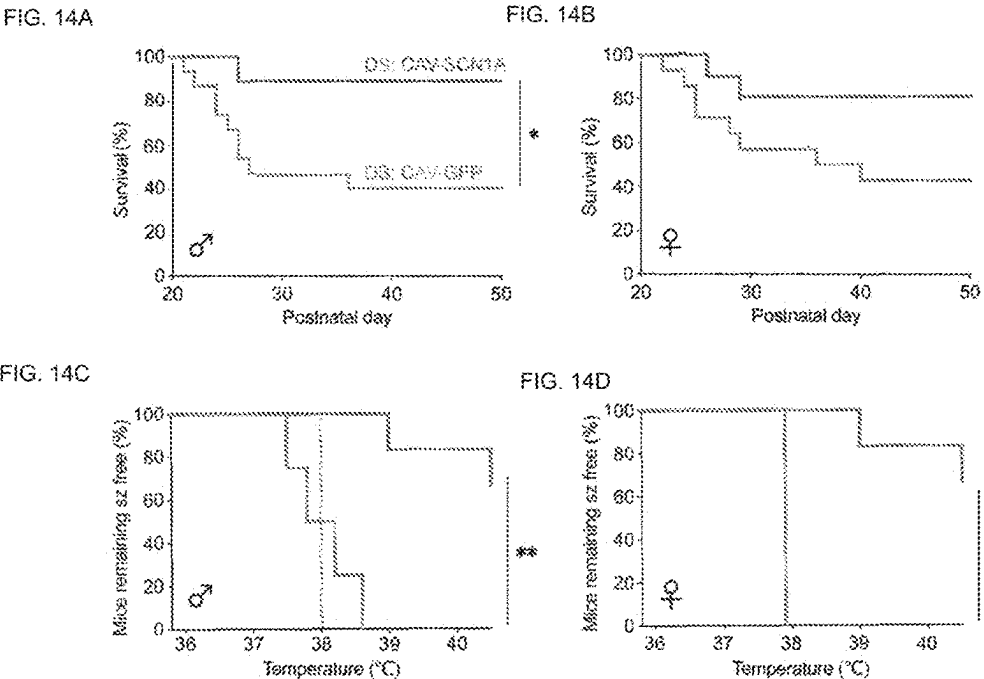 FIG. 14A
100
80
60
40
20
0
20 30 40 50
Survival (%)
Postnatal day
DS: CAV-SCN1A
DS: CAV-GFP
*
♂
FIG. 14B
100
80
60
40
20
0
20 30 40 50
Survival (%)
Postnatal day
♀
FIG. 14C
100
80
60
40
20
0
36 37 38 39 40
Mice remaining sz free (%)
Temperature (°C)
**
♂
FIG. 14D
100
80
60
40
20
0
36 37 38 39 40
Mice remaining sz free (%)
Temperature (°C)
♀